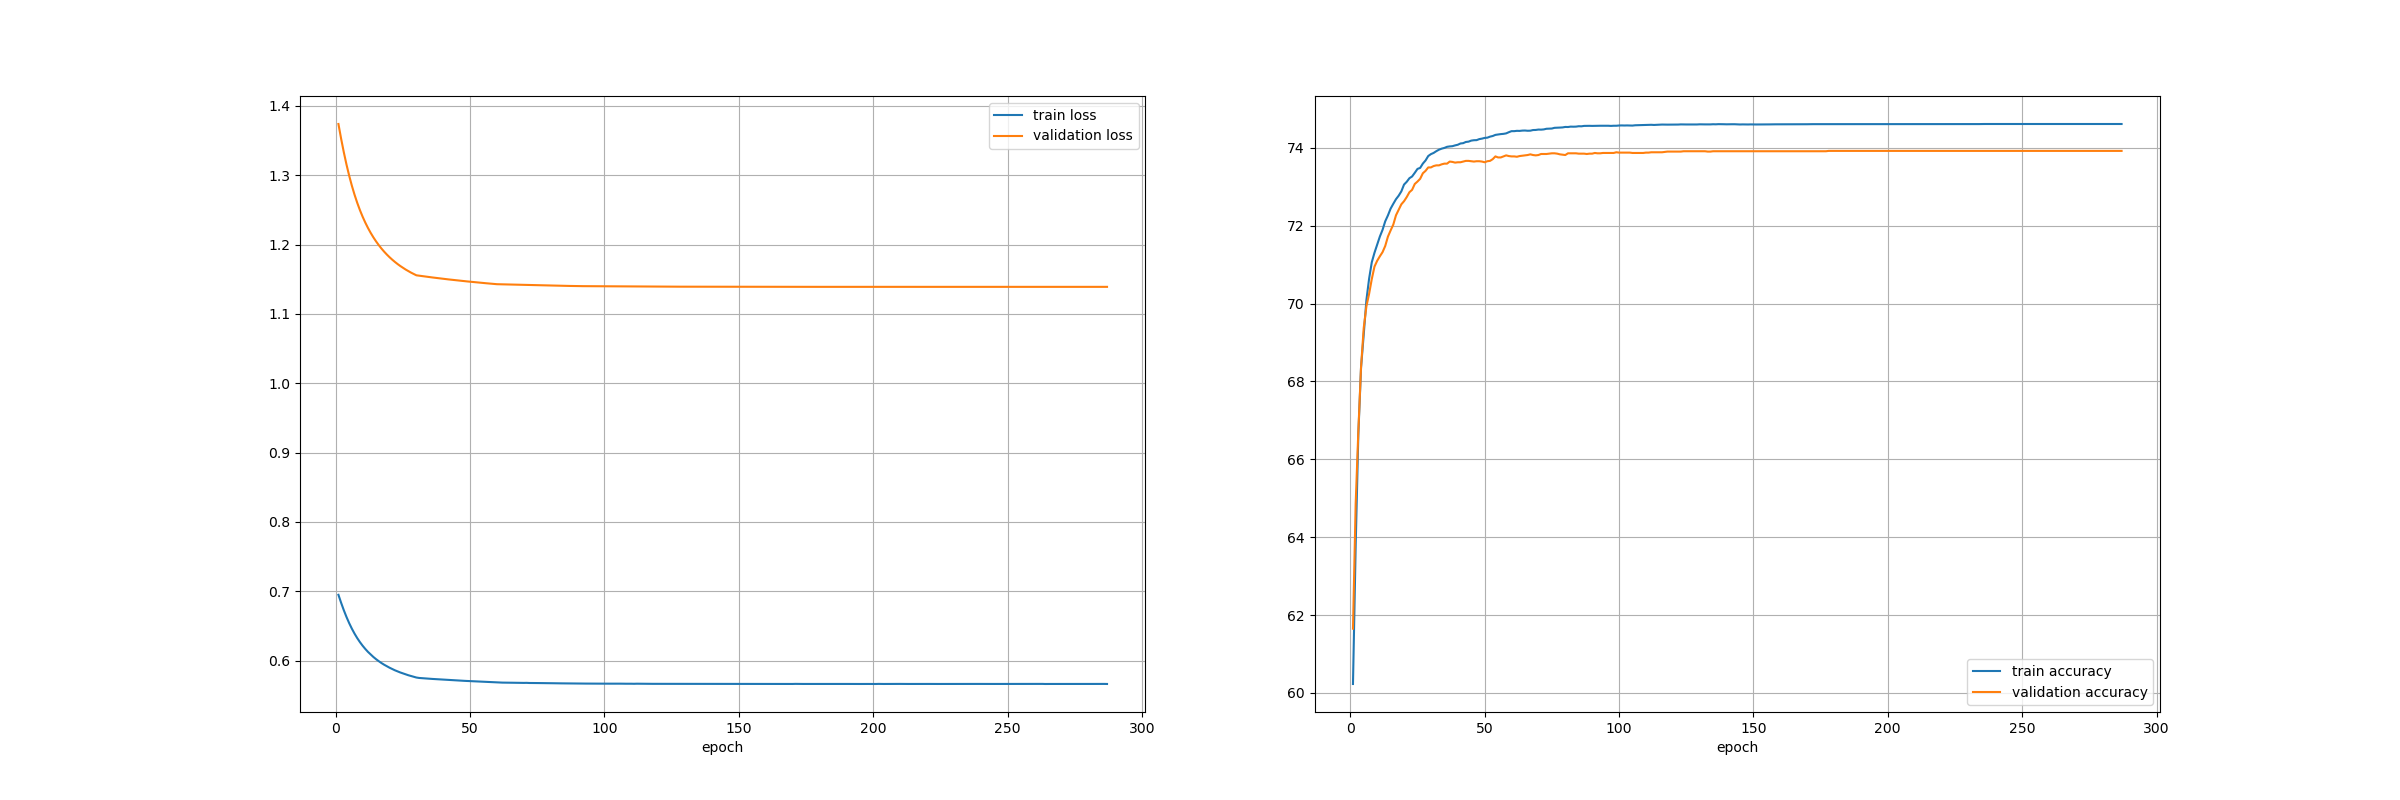 1.4
1.3
1.2
1.1
1.0
0.9
0.8
0.7
0.6
0 50 100 150 200 250 300
epoch
train loss
validation loss
74
72
70
68
66
64
62
60
0 50 100 150 200 250 300
epoch
train accuracy
validation accuracy